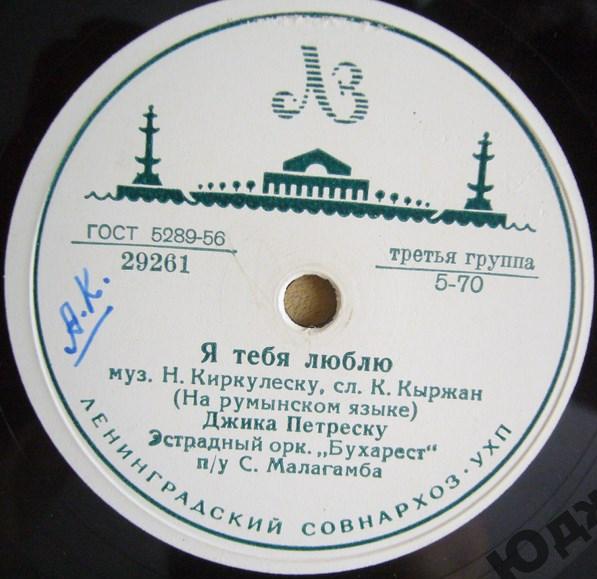 ЛЗ
ГОСТ 5289-56
29261
третья группа
5-70
А.К.
Я тебя люблю
муз. Н. Киркулеску, сл. К. Кыржан
(На румынском языке)
Джика Петреску
Эстрадный орк. „Бухарест"
п/у С. Малагамба
ЛЕНИНГРАДСКИЙ СОВНАРХОЗ · УХП
ЮДЖ